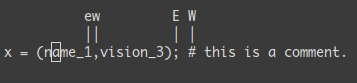 ew E W
|| | |
x = (name_1,vision_3); # this is a comment.